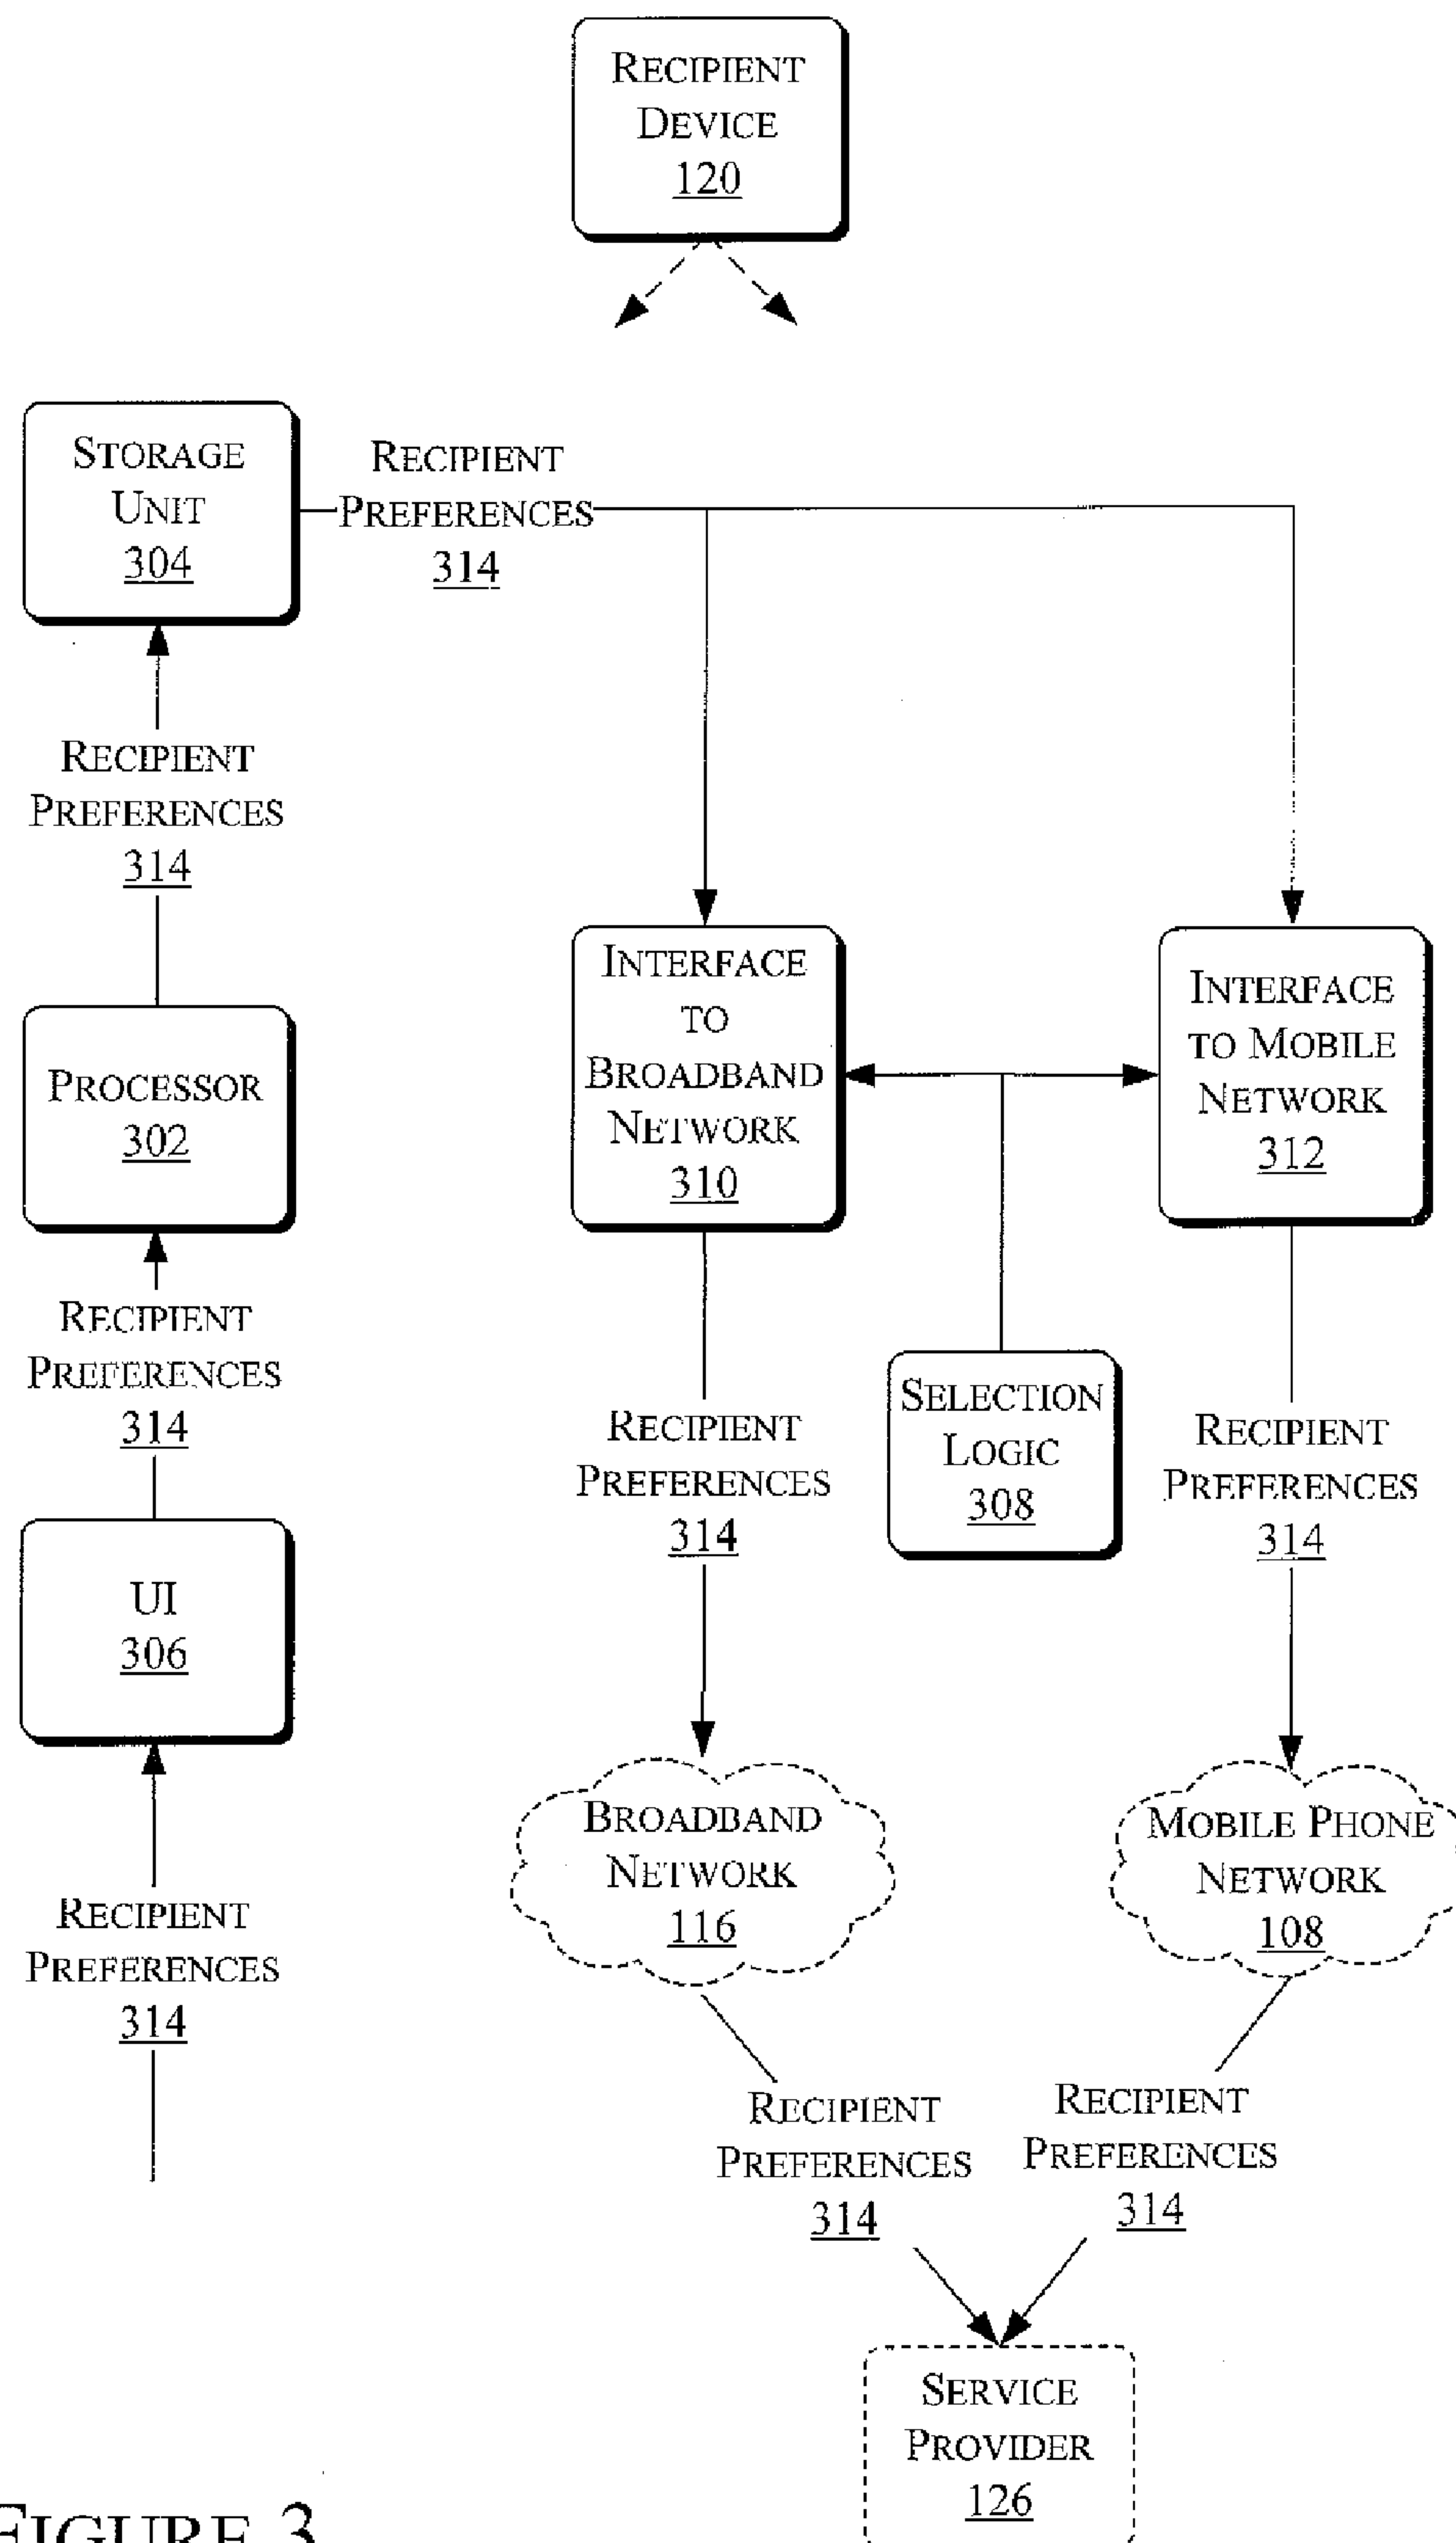 RECIPIENT
DEVICE
120
STORAGE
UNIT
304
RECIPIENT
PREFERENCES
314
RECIPIENT
PREFERENCES
314
PROCESSOR
302
RECIPIENT
PREFERENCES
314
UI
306
RECIPIENT
PREFERENCES
314
INTERFACE
TO
BROADBAND
NETWORK
310
INTERFACE
TO MOBILE
NETWORK
312
SELECTION
LOGIC
308
RECIPIENT
PREFERENCES
314
RECIPIENT
PREFERENCES
314
BROADBAND
NETWORK
116
MOBILE PHONE
NETWORK
108
RECIPIENT
PREFERENCES
314
RECIPIENT
PREFERENCES
314
SERVICE
PROVIDER
126
FIGURE 3